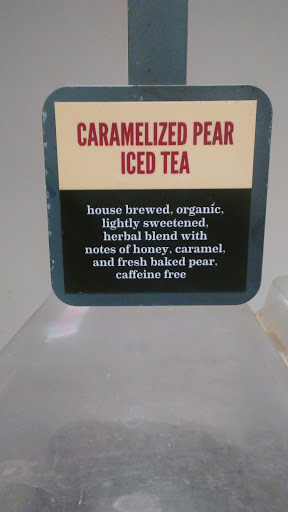 CARAMELIZED PEAR
ICED TEA
house brewed, organic,
lightly sweetened,
herbal blend with
notes of honey, caramel,
and fresh baked pear,
caffeine free